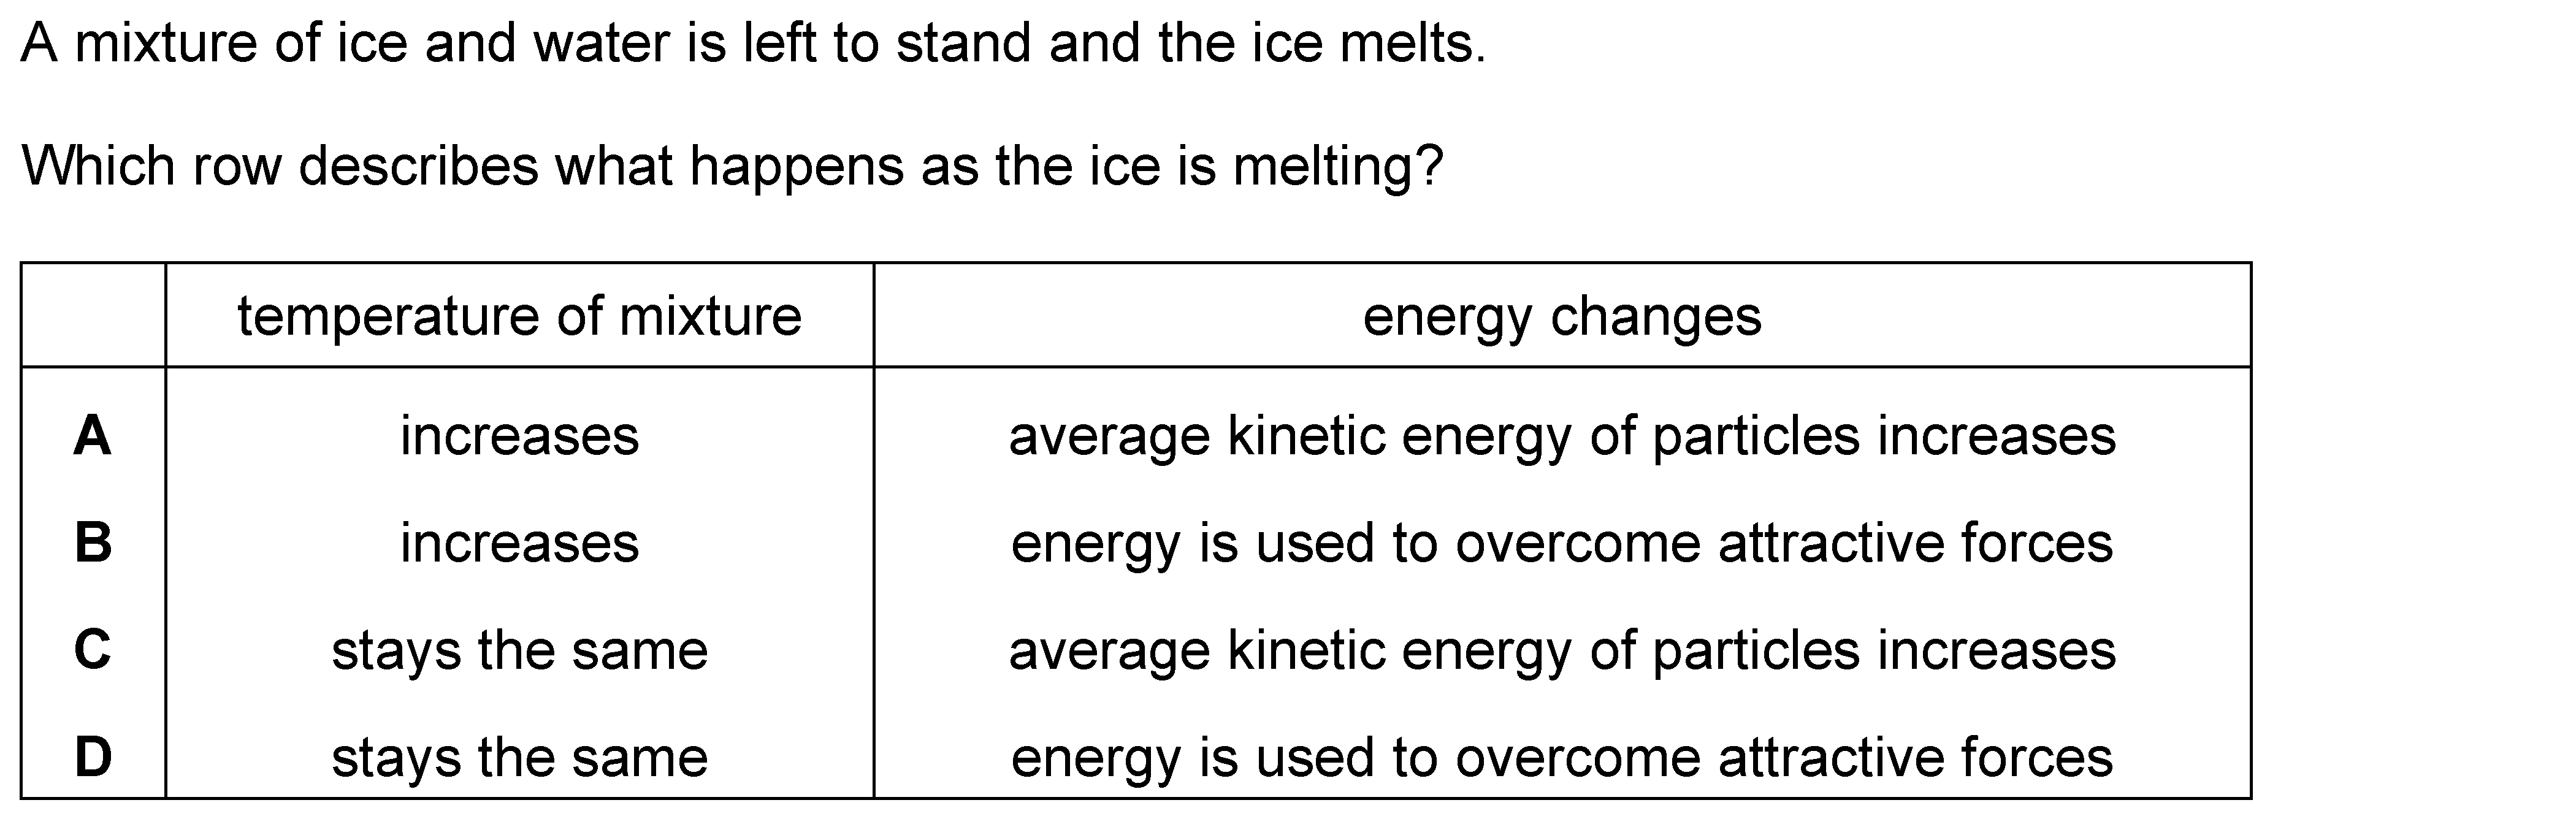 A mixture of ice and water is left to stand and the ice melts.
Which row describes what happens as the ice is melting?
temperature of mixture energy changes
A increases average kinetic energy of particles increases
B increases energy is used to overcome attractive forces
C stays the same average kinetic energy of particles increases
D stays the same energy is used to overcome attractive forces